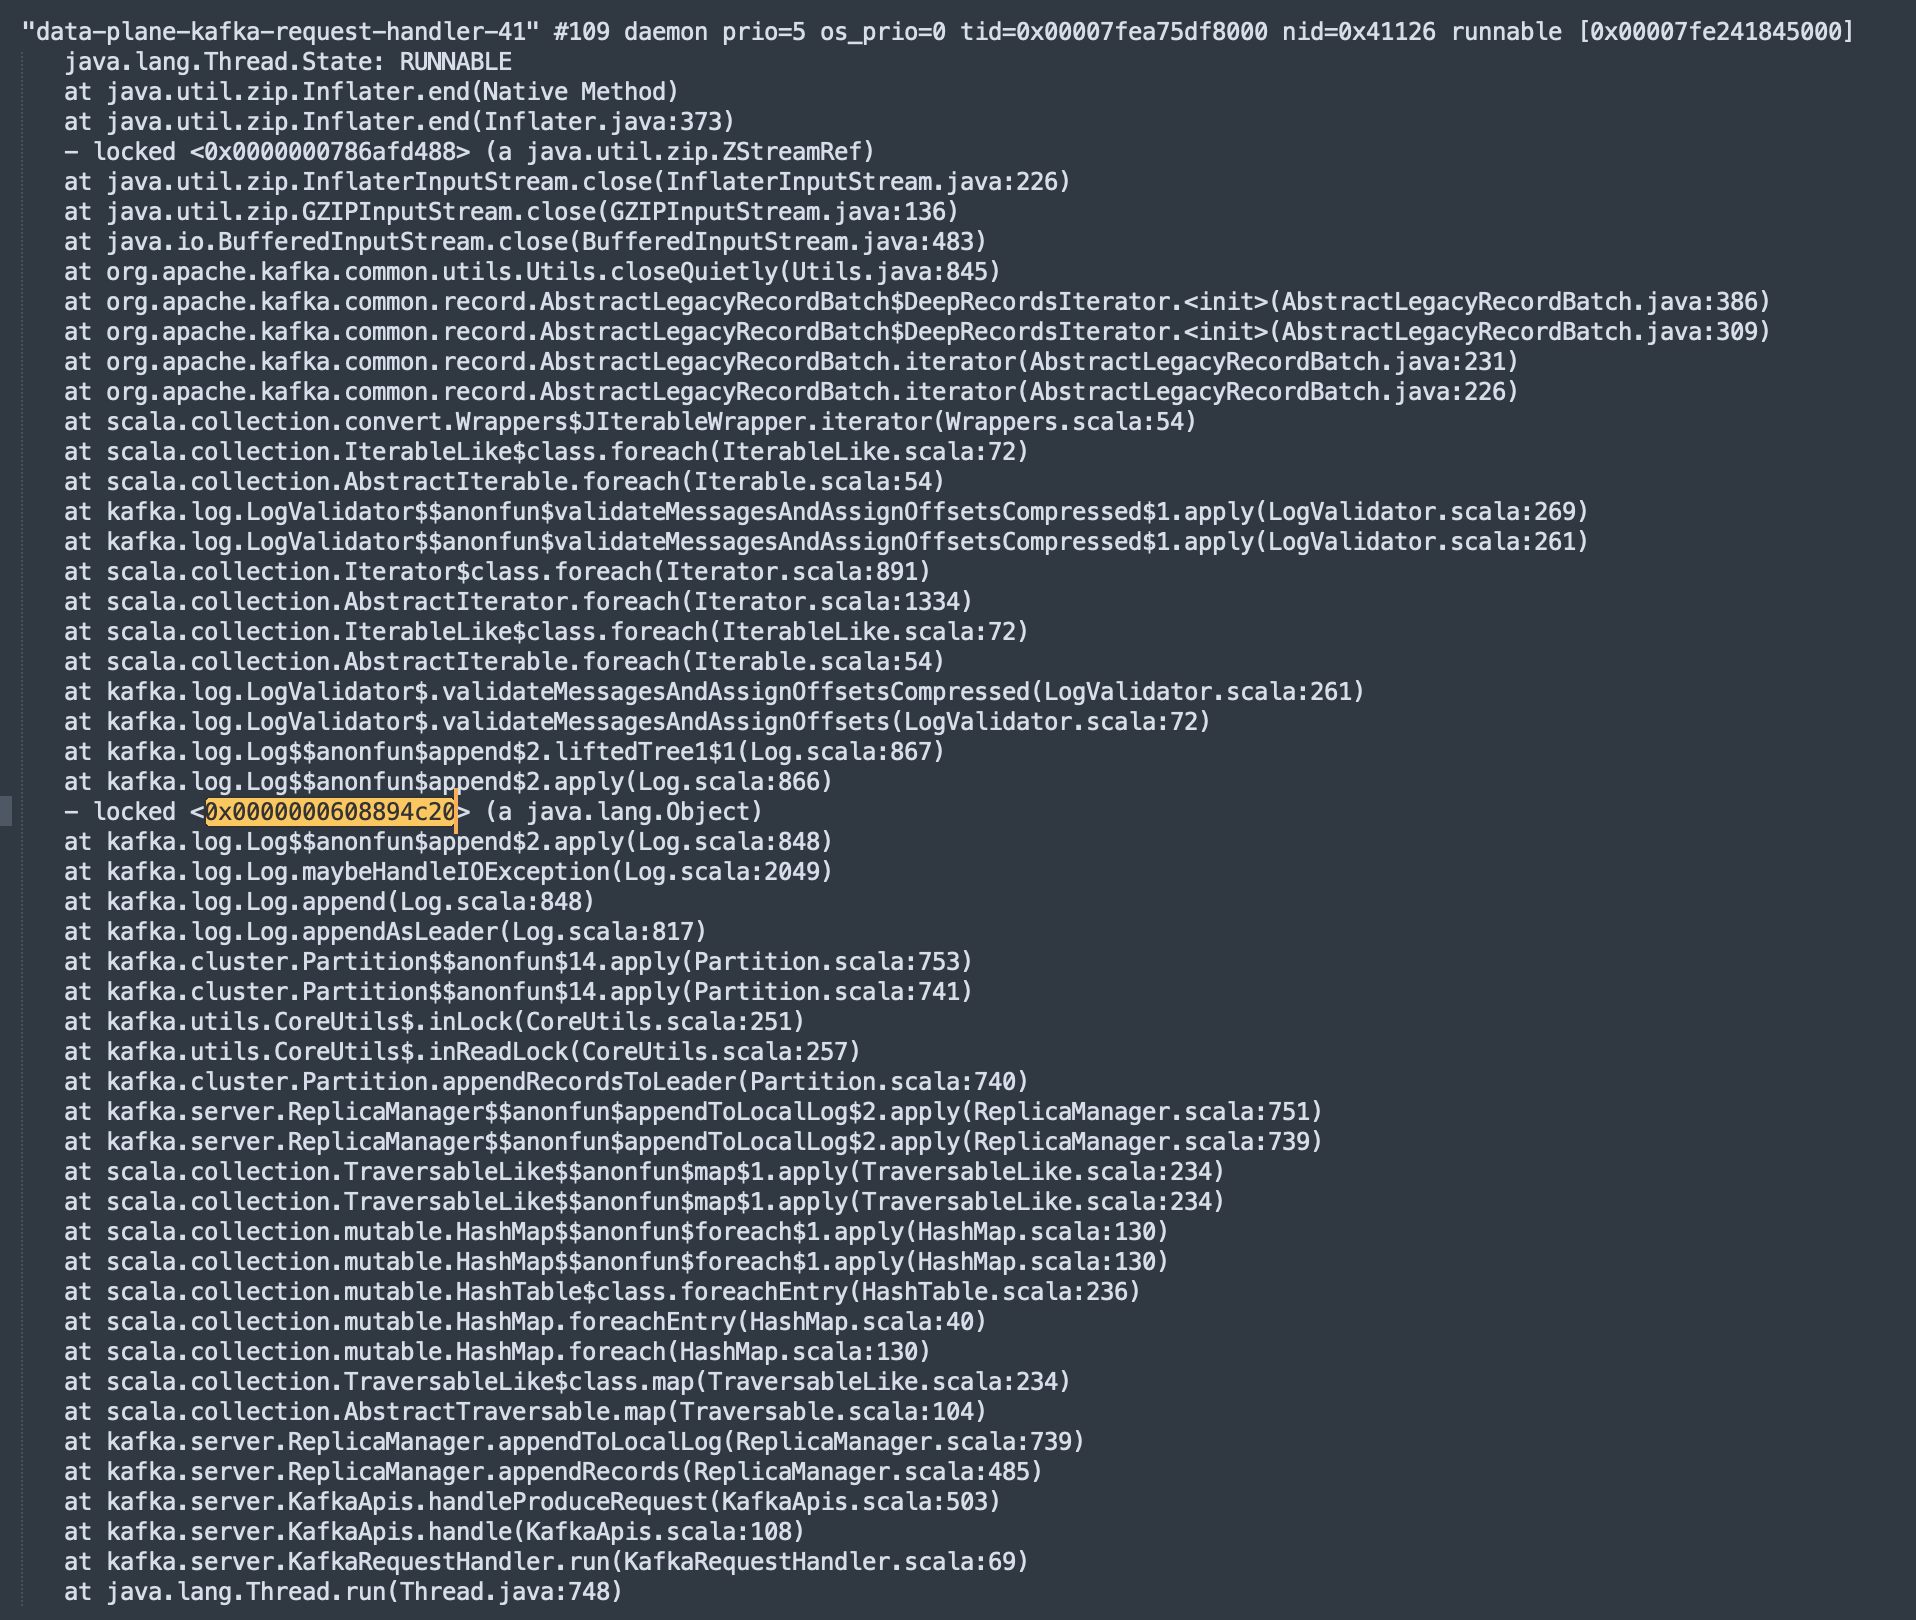 "data-plane-kafka-request-handler-41" #109 daemon prio=5 os_prio=0 tid=0x00007fea75df8000 nid=0x41126 runnable [0x00007fe241845000]
java.lang.Thread.State: RUNNABLE
at java.util.zip.Inflater.end(Native Method)
at java.util.zip.Inflater.end(Inflater.java:373)
- locked <0x0000000786afd488> (a java.util.zip.ZStreamRef)
at java.util.zip.InflaterInputStream.close(InflaterInputStream.java:226)
at java.util.zip.GZIPInputStream.close(GZIPInputStream.java:136)
at java.io.BufferedInputStream.close(BufferedInputStream.java:483)
at org.apache.kafka.common.utils.Utils.closeQuietly(Utils.java:845)
at org.apache.kafka.common.record.AbstractLegacyRecordBatch$DeepRecordsIterator.<init>(AbstractLegacyRecordBatch.java:386)
at org.apache.kafka.common.record.AbstractLegacyRecordBatch$DeepRecordsIterator.<init>(AbstractLegacyRecordBatch.java:309)
at org.apache.kafka.common.record.AbstractLegacyRecordBatch.iterator(AbstractLegacyRecordBatch.java:231)
at org.apache.kafka.common.record.AbstractLegacyRecordBatch.iterator(AbstractLegacyRecordBatch.java:226)
at scala.collection.convert.Wrappers$JIterableWrapper.iterator(Wrappers.scala:54)
at scala.collection.IterableLike$class.foreach(IterableLike.scala:72)
at scala.collection.AbstractIterable.foreach(Iterable.scala:54)
at kafka.log.LogValidator$$anonfun$validateMessagesAndAssignOffsetsCompressed$1.apply(LogValidator.scala:269)
at kafka.log.LogValidator$$anonfun$validateMessagesAndAssignOffsetsCompressed$1.apply(LogValidator.scala:261)
at scala.collection.Iterator$class.foreach(Iterator.scala:891)
at scala.collection.AbstractIterator.foreach(Iterator.scala:1334)
at scala.collection.IterableLike$class.foreach(IterableLike.scala:72)
at scala.collection.AbstractIterable.foreach(Iterable.scala:54)
at kafka.log.LogValidator$.validateMessagesAndAssignOffsetsCompressed(LogValidator.scala:261)
at kafka.log.LogValidator$.validateMessagesAndAssignOffsets(LogValidator.scala:72)
at kafka.log.Log$$anonfun$append$2.liftedTree1$1(Log.scala:867)
at kafka.log.Log$$anonfun$append$2.apply(Log.scala:866)
- locked <0x0000000608894c20> (a java.lang.Object)
at kafka.log.Log$$anonfun$append$2.apply(Log.scala:848)
at kafka.log.Log.maybeHandleIOException(Log.scala:2049)
at kafka.log.Log.append(Log.scala:848)
at kafka.log.Log.appendAsLeader(Log.scala:817)
at kafka.cluster.Partition$$anonfun$14.apply(Partition.scala:753)
at kafka.cluster.Partition$$anonfun$14.apply(Partition.scala:741)
at kafka.utils.CoreUtils$.inLock(CoreUtils.scala:251)
at kafka.utils.CoreUtils$.inReadLock(CoreUtils.scala:257)
at kafka.cluster.Partition.appendRecordsToLeader(Partition.scala:740)
at kafka.server.ReplicaManager$$anonfun$appendToLocalLog$2.apply(ReplicaManager.scala:751)
at kafka.server.ReplicaManager$$anonfun$appendToLocalLog$2.apply(ReplicaManager.scala:739)
at scala.collection.TraversableLike$$anonfun$map$1.apply(TraversableLike.scala:234)
at scala.collection.TraversableLike$$anonfun$map$1.apply(TraversableLike.scala:234)
at scala.collection.mutable.HashMap$$anonfun$foreach$1.apply(HashMap.scala:130)
at scala.collection.mutable.HashMap$$anonfun$foreach$1.apply(HashMap.scala:130)
at scala.collection.mutable.HashTable$class.foreachEntry(HashTable.scala:236)
at scala.collection.mutable.HashMap.foreachEntry(HashMap.scala:40)
at scala.collection.mutable.HashMap.foreach(HashMap.scala:130)
at scala.collection.TraversableLike$class.map(TraversableLike.scala:234)
at scala.collection.AbstractTraversable.map(Traversable.scala:104)
at kafka.server.ReplicaManager.appendToLocalLog(ReplicaManager.scala:739)
at kafka.server.ReplicaManager.appendRecords(ReplicaManager.scala:485)
at kafka.server.KafkaApis.handleProduceRequest(KafkaApis.scala:503)
at kafka.server.KafkaApis.handle(KafkaApis.scala:108)
at kafka.server.KafkaRequestHandler.run(KafkaRequestHandler.scala:69)
at java.lang.Thread.run(Thread.java:748)